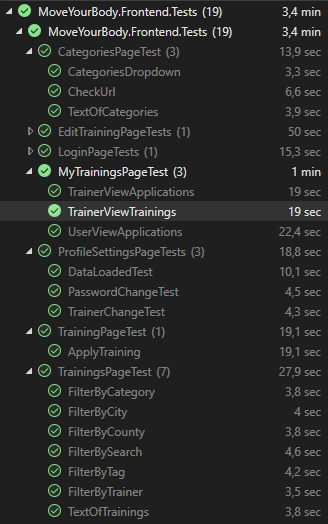 MoveYourBody.Frontend.Tests (19) 3,4 min
MoveYourBody.Frontend.Tests (19) 3,4 min
CategoriesPageTest (3) 13,9 sec
CategoriesDropdown 3,3 sec
CheckUrl 6,6 sec
TextOfCategories 3,9 sec
EditTrainingPageTests (1) 50 sec
LoginPageTests (1) 15,3 sec
MyTrainingsPageTest (3) 1 min
TrainerViewApplications 19 sec
TrainerViewTrainings 19 sec
UserViewApplications 22,4 sec
ProfileSettingsPageTests (3) 18,8 sec
DataLoadedTest 10,1 sec
PasswordChangeTest 4,5 sec
TrainerChangeTest 4,3 sec
TrainingPageTest (1) 19,1 sec
ApplyTraining 19,1 sec
TrainingsPageTest (7) 27,9 sec
FilterByCategory 3,8 sec
FilterByCity 4 sec
FilterByCounty 3,8 sec
FilterBySearch 4,6 sec
FilterByTag 4,2 sec
FilterByTrainer 3,5 sec
TextOfTrainings 3,8 sec